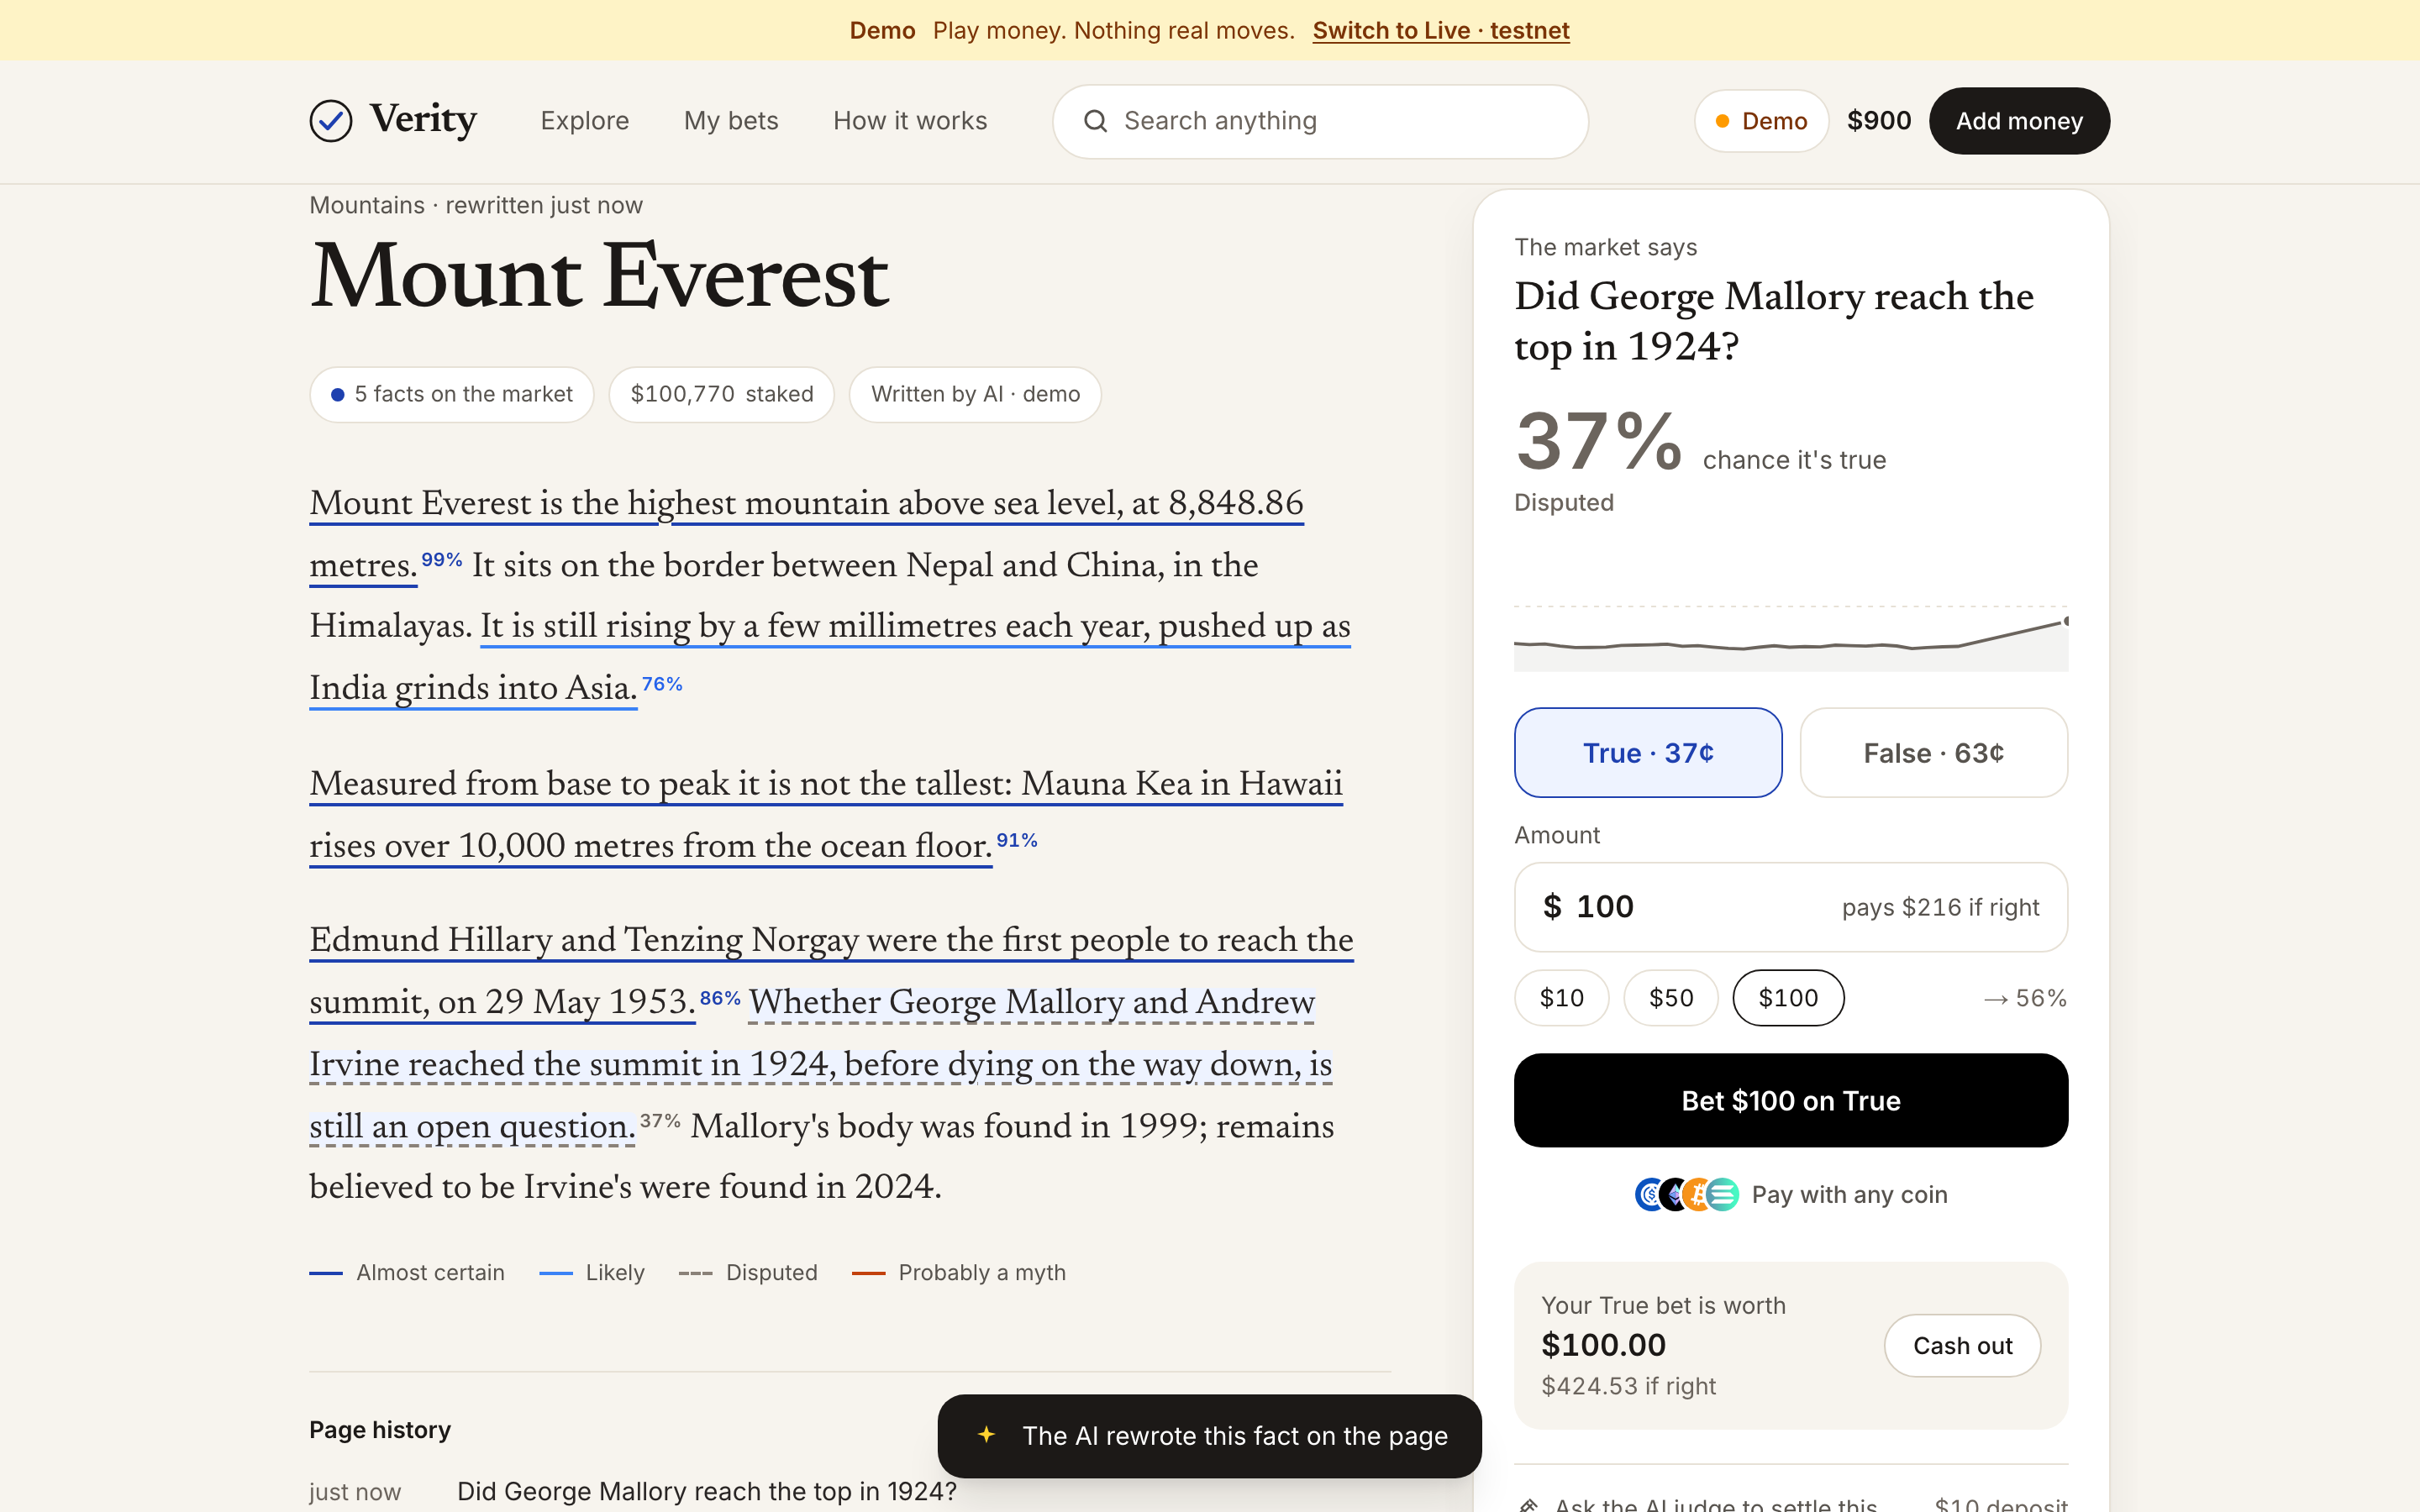 Demo Play money. Nothing real moves. Switch to Live · testnet
Verity
Explore
My bets
How it works
Search anything
Demo
$900
Add money
Mountains · rewritten just now
Mount Everest
5 facts on the market
$100,770 staked
Written by AI · demo
Mount Everest is the highest mountain above sea level, at 8,848.86
metres. 99% It sits on the border between Nepal and China, in the
Himalayas. It is still rising by a few millimetres each year, pushed up as
India grinds into Asia. 76%
Measured from base to peak it is not the tallest: Mauna Kea in Hawaii
rises over 10,000 metres from the ocean floor. 91%
Edmund Hillary and Tenzing Norgay were the first people to reach the
summit, on 29 May 1953. 86% Whether George Mallory and Andrew
Irvine reached the summit in 1924, before dying on the way down, is
still an open question. 37% Mallory's body was found in 1999; remains
believed to be Irvine's were found in 2024.
Almost certain
Likely
Disputed
Probably a myth
Page history
just now
Did George Mallory reach the top in 1924?
The market says
Did George Mallory reach the
top in 1924?
37% chance it's true
Disputed
True · 37¢
False · 63¢
Amount
$ 100
pays $216 if right
$10
$50
$100
→ 56%
Bet $100 on True
Pay with any coin
Your True bet is worth
$100.00
$424.53 if right
Cash out
Ask the AI judge to settle this
$10 deposit
The AI rewrote this fact on the page